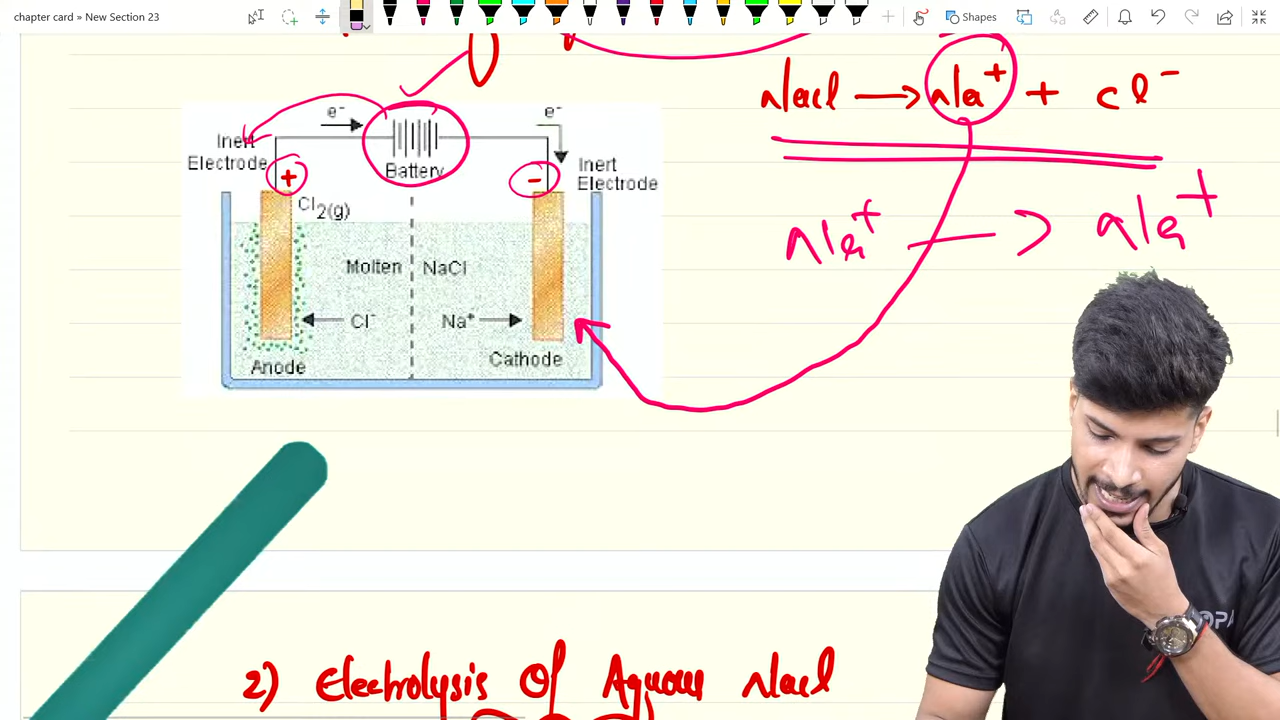 chapter card » New Section 23
Shapes
Nacl → Na+ + cl-
e-
e-
Inert
Electrode
Battery
Inert
Electrode
+
-
Cl2(g)
Na+ → Na+
Molten NaCl
Cl-
Na+
Anode
Cathode
2) Electrolysis Of Aquous Nacl